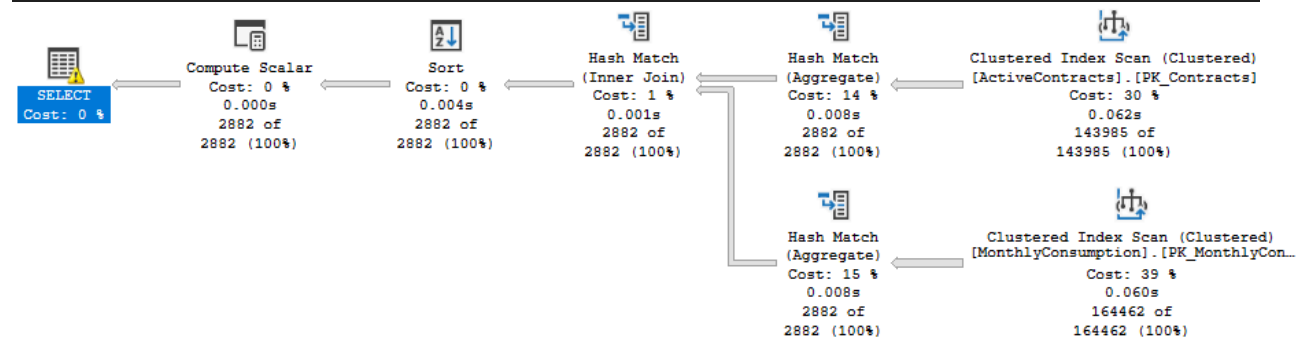 SELECT
Cost: 0 %
Compute Scalar
Cost: 0 %
0.000s
2882 of
2882 (100%)
Sort
Cost: 0 %
0.004s
2882 of
2882 (100%)
Hash Match
(Inner Join)
Cost: 1 %
0.001s
2882 of
2882 (100%)
Hash Match
(Aggregate)
Cost: 14 %
0.008s
2882 of
2882 (100%)
Clustered Index Scan (Clustered)
[ActiveContracts].[PK_Contracts]
Cost: 30 %
0.062s
143985 of
143985 (100%)
Hash Match
(Aggregate)
Cost: 15 %
0.008s
2882 of
2882 (100%)
Clustered Index Scan (Clustered)
[MonthlyConsumption].[PK_MonthlyCon…
Cost: 39 %
0.060s
164462 of
164462 (100%)